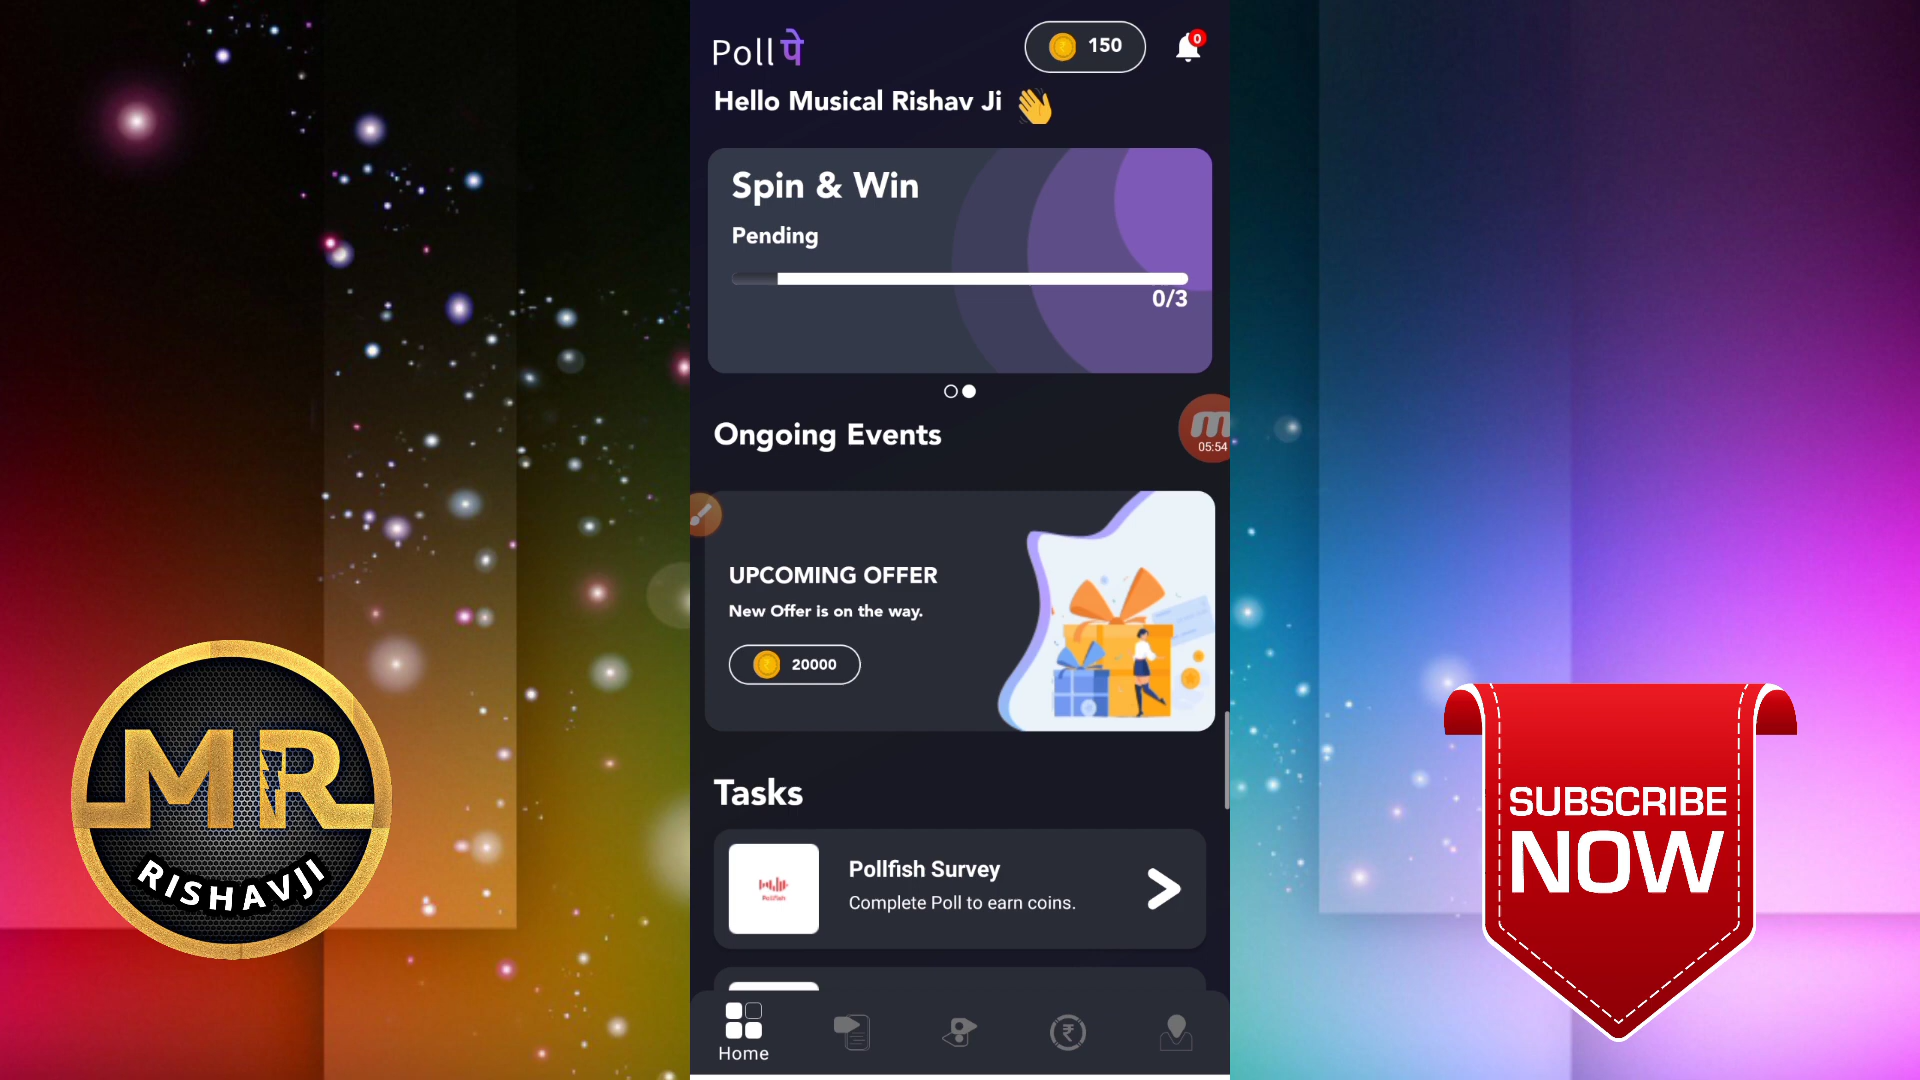 Poll पे
150
0
Hello Musical Rishav Ji
Spin & Win
Pending
0/3
Ongoing Events
05:54
UPCOMING OFFER
New Offer is on the way.
20000
Tasks
Pollfish
Pollfish Survey
Complete Poll to earn coins.
₹
Home
MR
RISHAVJI
SUBSCRIBE
NOW